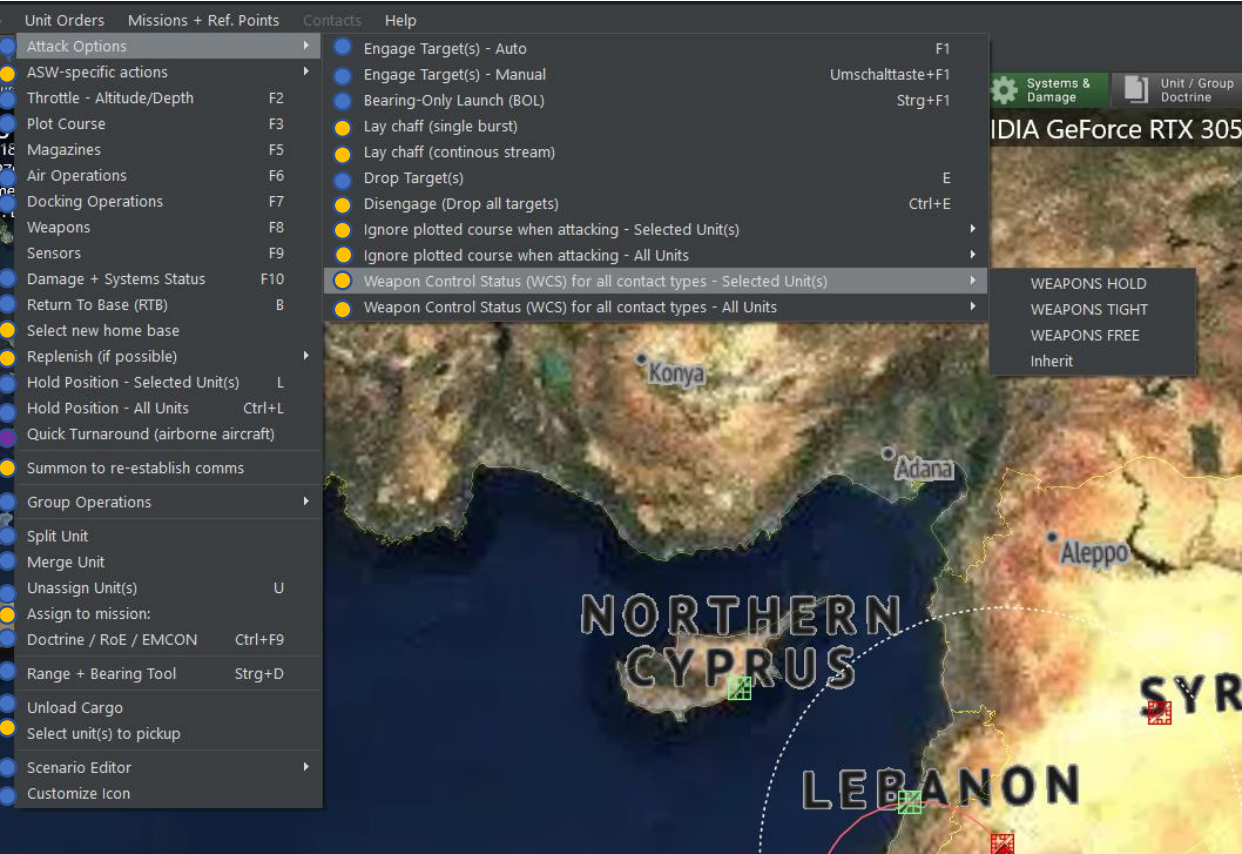 Unit Orders Missions + Ref. Points Contacts Help
Attack Options
ASW-specific actions
Throttle - Altitude/Depth F2
Plot Course F3
Magazines F5
Air Operations F6
Docking Operations F7
Weapons F8
Sensors F9
Damage + Systems Status F10
Return To Base (RTB) B
Select new home base
Replenish (if possible)
Hold Position - Selected Unit(s) L
Hold Position - All Units Ctrl+L
Quick Turnaround (airborne aircraft)
Summon to re-establish comms
Group Operations
Split Unit
Merge Unit
Unassign Unit(s) U
Assign to mission:
Doctrine / RoE / EMCON Ctrl+F9
Range + Bearing Tool Strg+D
Unload Cargo
Select unit(s) to pickup
Scenario Editor
Customize Icon
Engage Target(s) - Auto F1
Engage Target(s) - Manual Umschalttaste+F1
Bearing-Only Launch (BOL) Strg+F1
Lay chaff (single burst)
Lay chaff (continous stream)
Drop Target(s) E
Disengage (Drop all targets) Ctrl+E
Ignore plotted course when attacking - Selected Unit(s)
Ignore plotted course when attacking - All Units
Weapon Control Status (WCS) for all contact types - Selected Unit(s)
Weapon Control Status (WCS) for all contact types - All Units
WEAPONS HOLD
WEAPONS TIGHT
WEAPONS FREE
Inherit
Systems &
Damage
Unit / Group
Doctrine
IDIA GeForce RTX 305
Konya
Adana
Aleppo
NORTHERN
CYPRUS
SYR
LEBANON